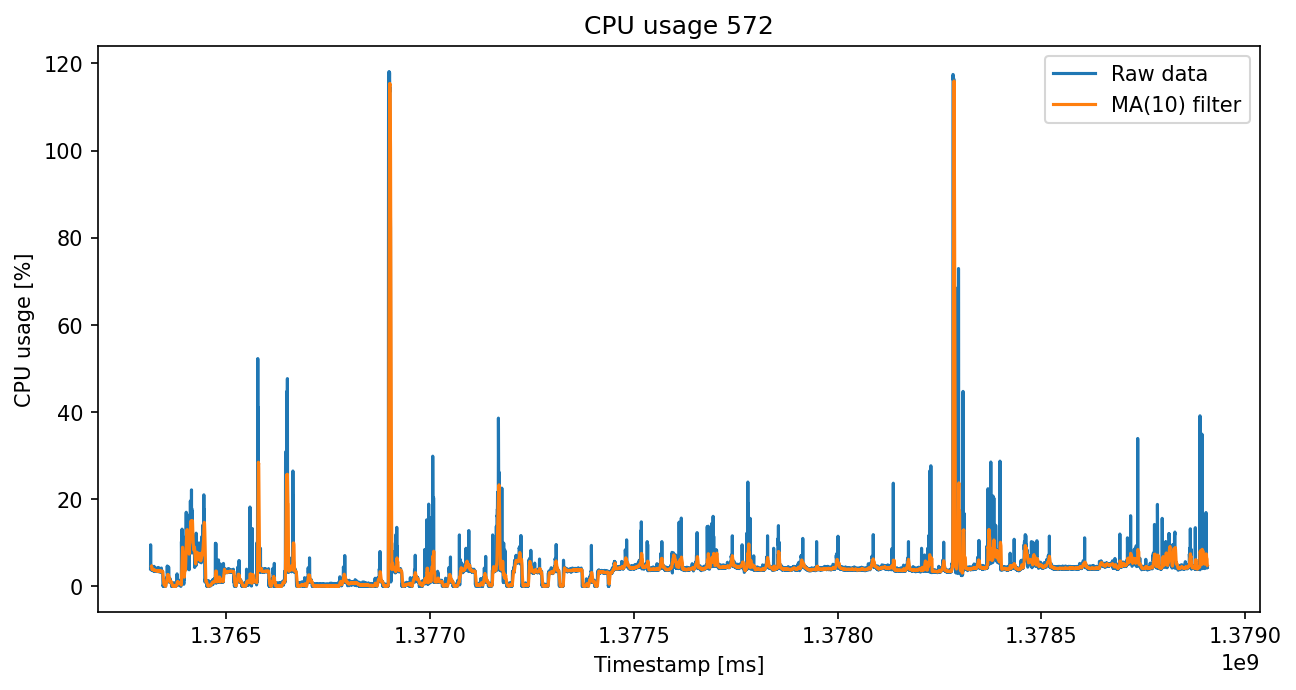 CPU usage 572
Raw data
MA(10) filter
CPU usage [%]
120
100
80
60
40
20
0
1.3765 1.3770 1.3775 1.3780 1.3785 1.3790
1e9
Timestamp [ms]